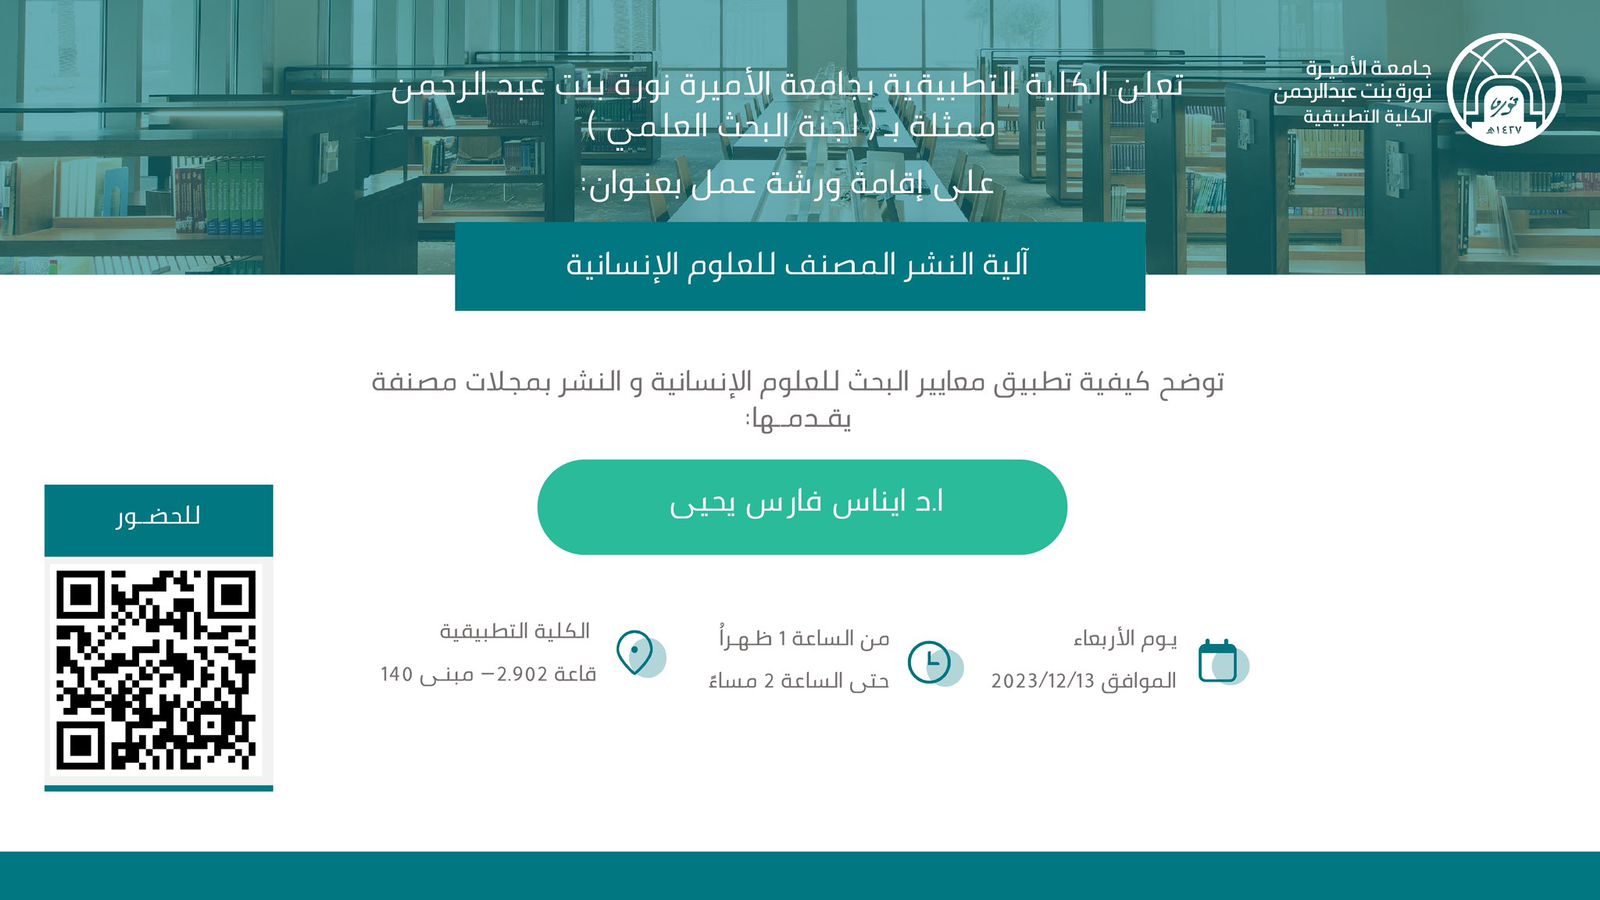 جامعة الأميرة
نورة بنت عبدالرحمن
الكلية التطبيقية
١٤٢٧هـ
تعلن الكلية التطبيقية بجامعة الأميرة نورة بنت عبد الرحمن
ممثلة بـ ( لجنة البحث العلمي )
على إقامة ورشة عمل بعنوان:
آلية النشر المصنف للعلوم الإنسانية
توضح كيفية تطبيق معايير البحث للعلوم الإنسانية و النشر بمجلات مصنفة
يقـدمـها:
ا.د ايناس فارس يحيى
يوم الأربعاء
الموافق 2023/12/13
من الساعة 1 ظهراُ
حتى الساعة 2 مساءً
الكلية التطبيقية
قاعة 2.902– مبنى 140
للحضـور